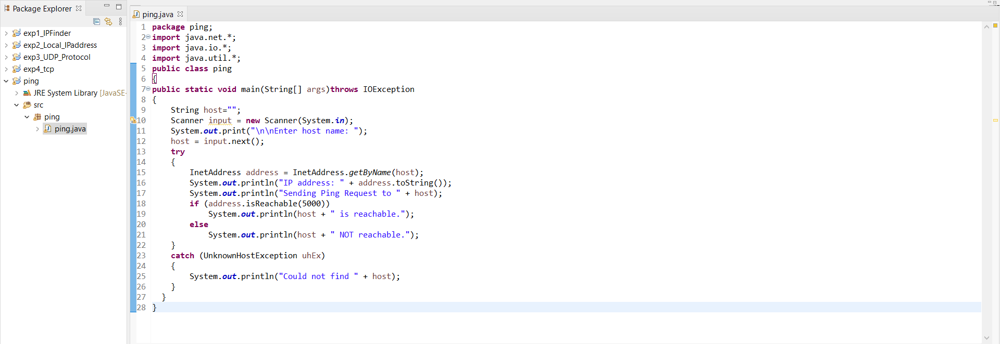 Package Explorer
exp1_IPFinder
exp2_Local_IPaddress
exp3_UDP_Protocol
exp4_tcp
ping
JRE System Library [JavaSE-
src
ping
ping.java
ping.java
1 package ping;
2 import java.net.*;
3 import java.io.*;
4 import java.util.*;
5 public class ping
6 {
7 public static void main(String[] args)throws IOException
8 {
9     String host="";
10     Scanner input = new Scanner(System.in);
11     System.out.print("\n\nEnter host name: ");
12     host = input.next();
13     try
14     {
15         InetAddress address = InetAddress.getByName(host);
16         System.out.println("IP address: " + address.toString());
17         System.out.println("Sending Ping Request to " + host);
18         if (address.isReachable(5000))
19             System.out.println(host + " is reachable.");
20         else
21             System.out.println(host + " NOT reachable.");
22     }
23     catch (UnknownHostException uhEx)
24     {
25         System.out.println("Could not find " + host);
26     }
27   }
28 }